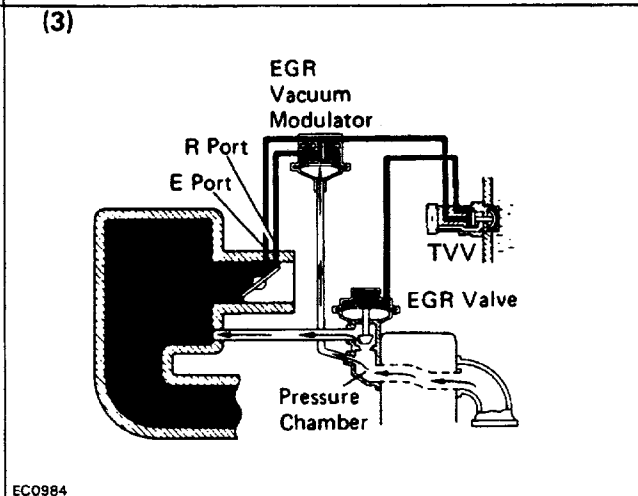 (3)
EGR
Vacuum
Modulator
R Port
E Port
TVV
EGR Valve
Pressure
Chamber
EC0984